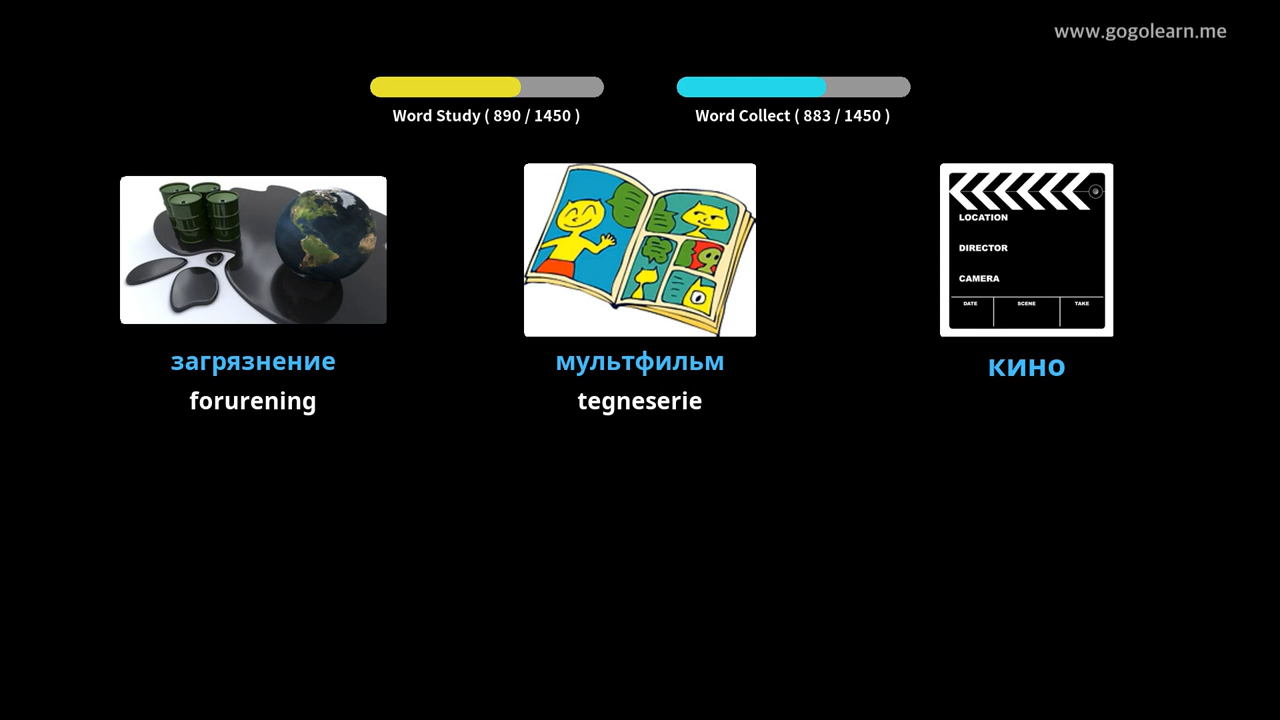 www.gogolearn.me
Word Study ( 890 / 1450 )
Word Collect ( 883 / 1450 )
LOCATION
DIRECTOR
CAMERA
DATE
SCENE
TAKE
загрязнение
мультфильм
кино
forurening
tegneserie